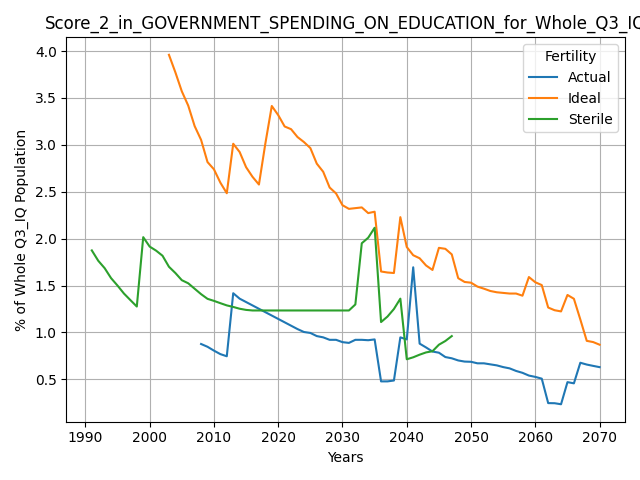 Score_2_in_GOVERNMENT_SPENDING_ON_EDUCATION_for_Whole_Q3_IQ
Fertility
Actual
Ideal
Sterile
% of Whole Q3_IQ Population
4.0
3.5
3.0
2.5
2.0
1.5
1.0
0.5
1990 2000 2010 2020 2030 2040 2050 2060 2070
Years